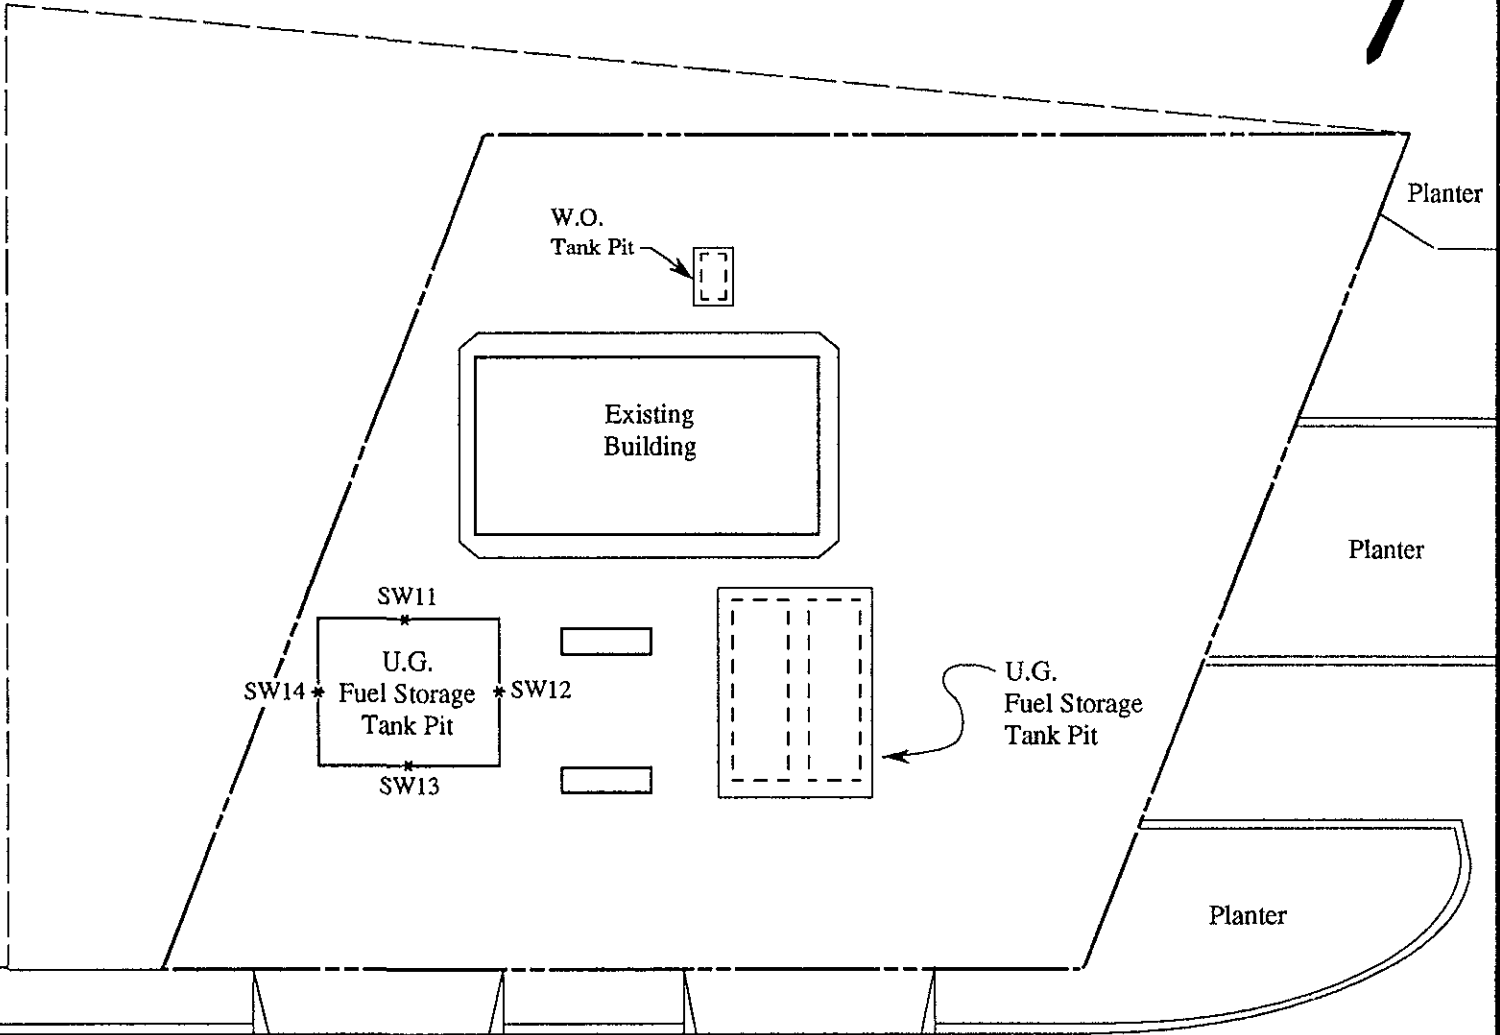 Planter
W.O.
Tank Pit
Existing
Building
Planter
SW11
U.G.
Fuel Storage
Tank Pit
SW14
SW12
SW13
U.G.
Fuel Storage
Tank Pit
Planter